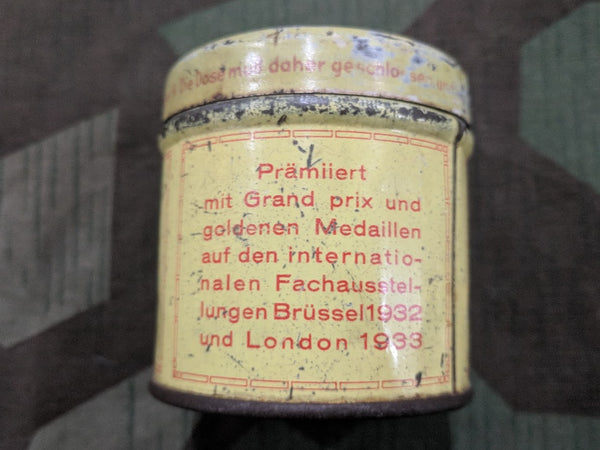 die Dose muß daher geschlossen und
Prämiiert
mit Grand prix und
goldenen Medaillen
auf den internatio-
nalen Fachausstel-
lungen Brüssel 1932
und London 1933